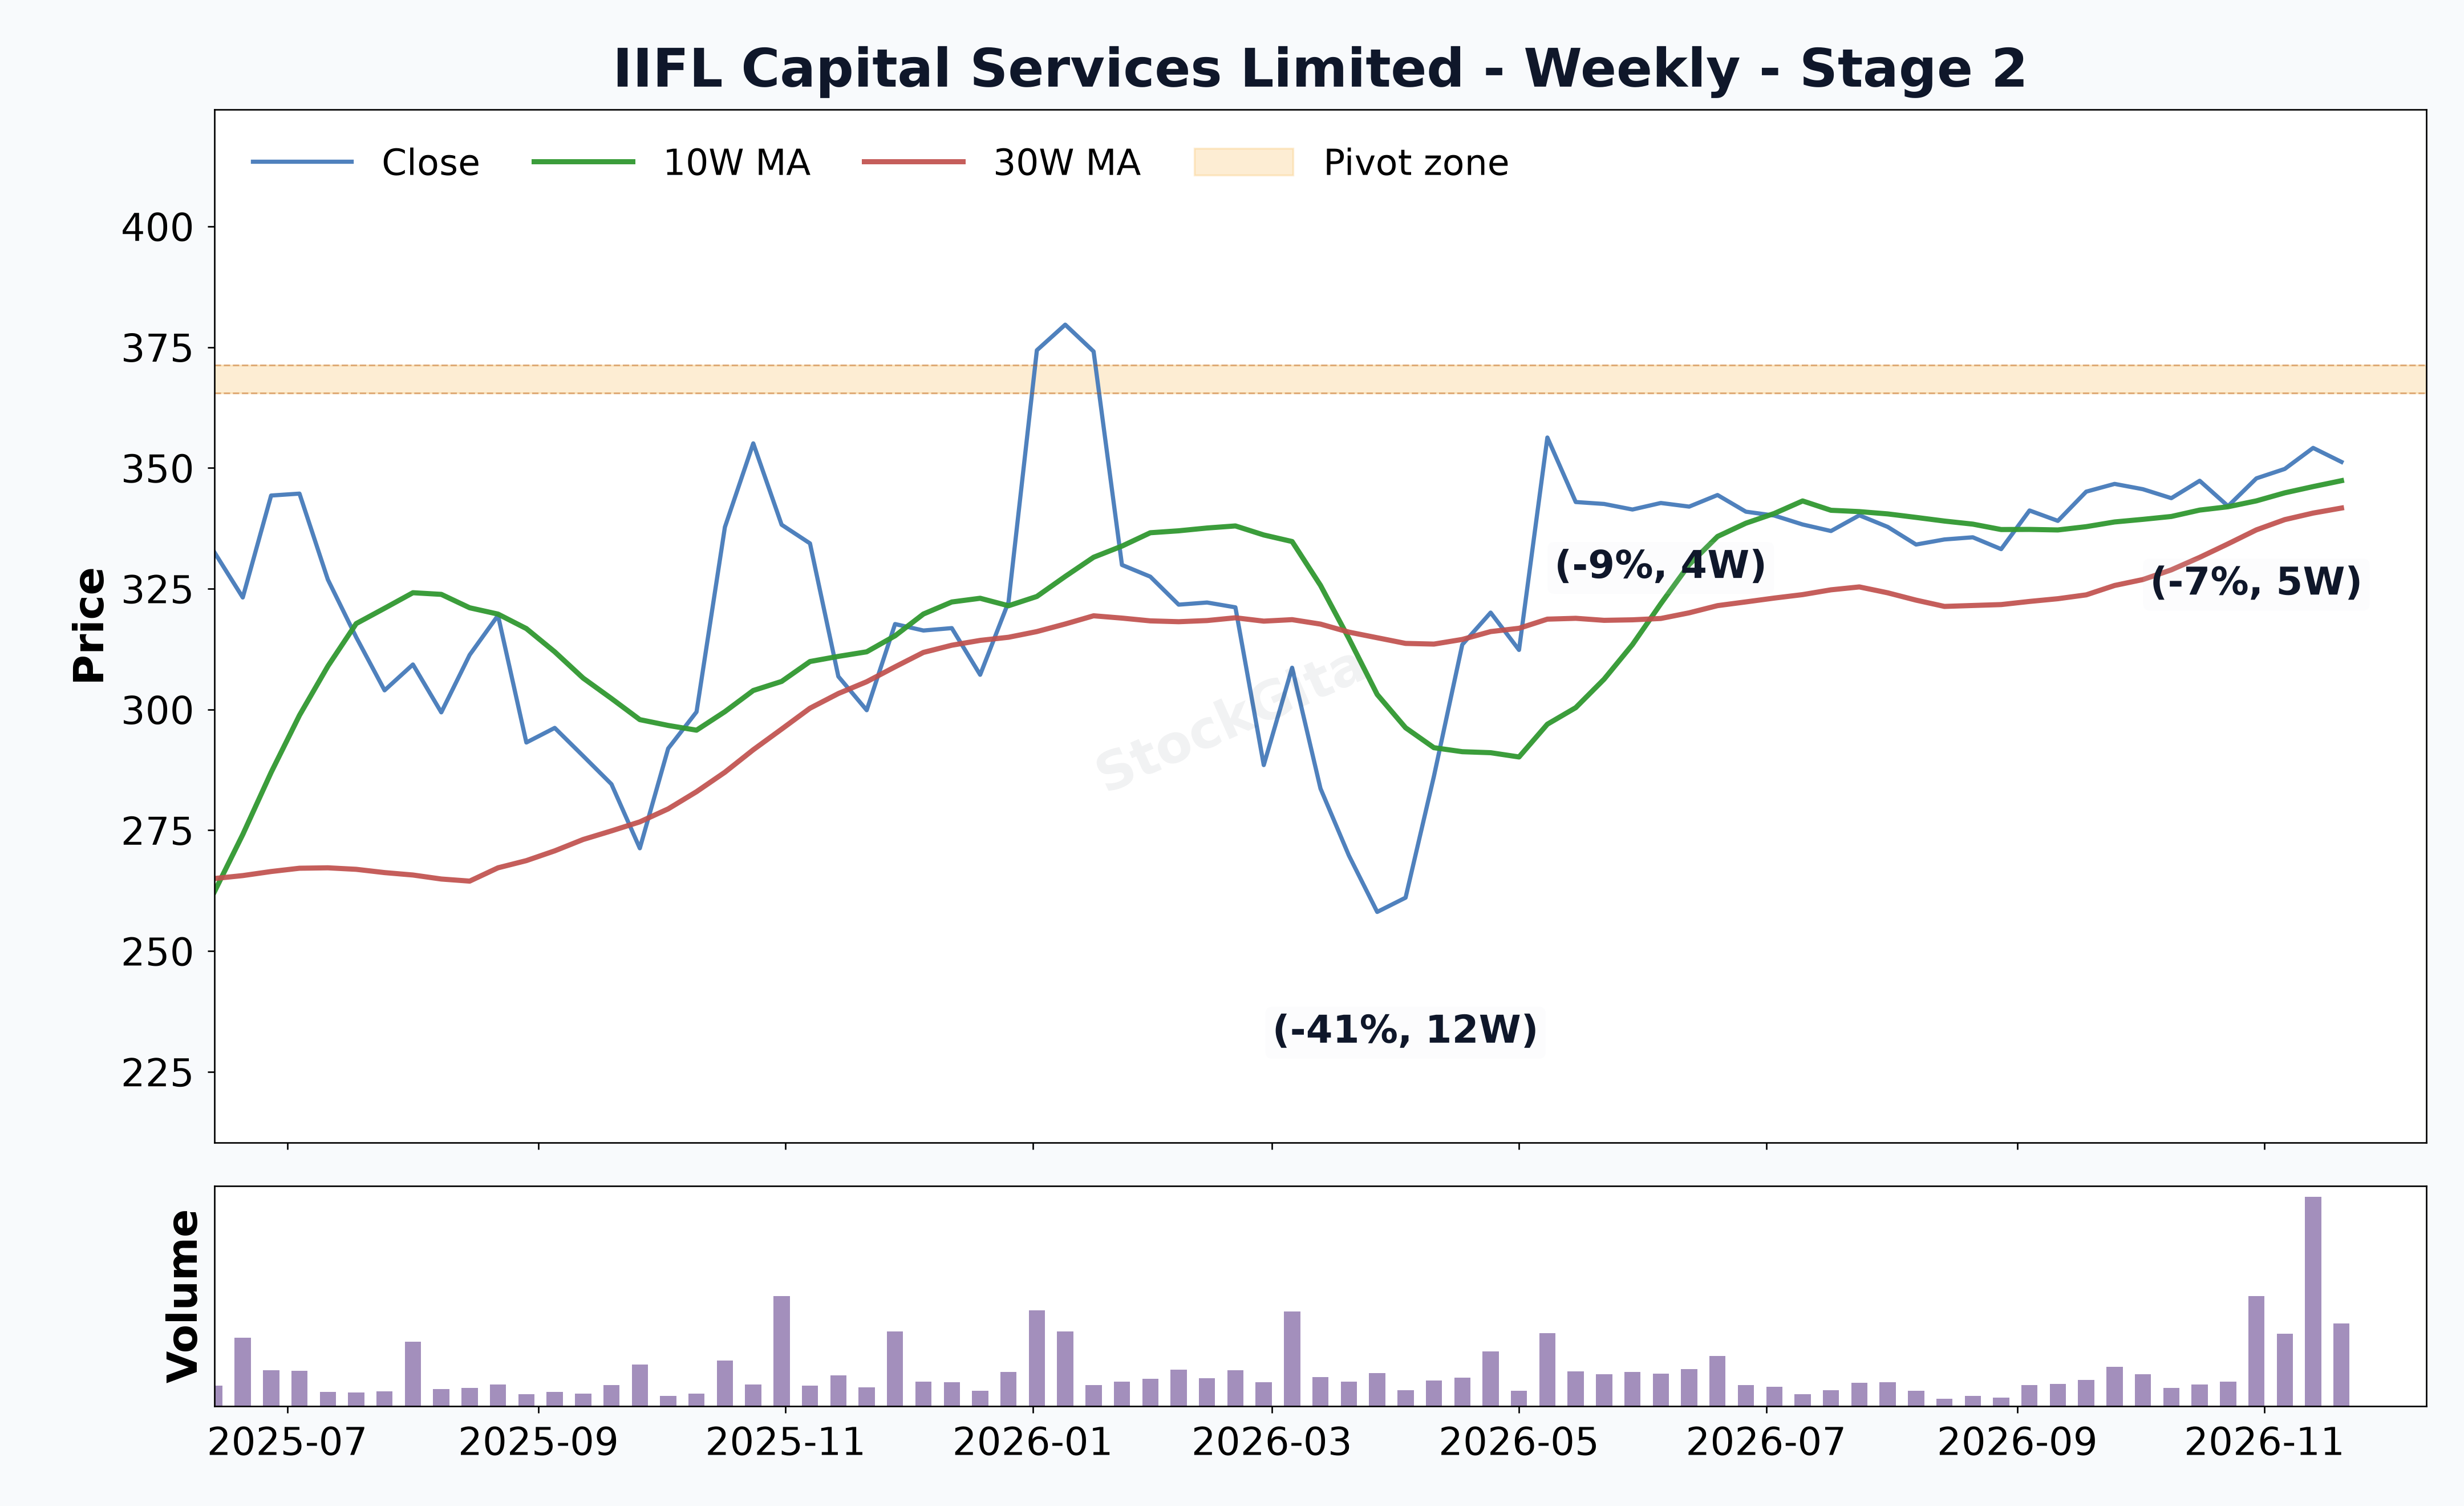 IIFL Capital Services Limited - Weekly - Stage 2
Close 10W MA 30W MA Pivot zone
400
375
350
325
300
275
250
225
Price
(-9%, 4W)
(-7%, 5W)
(-41%, 12W)
StockGita
Volume
2025-07 2025-09 2025-11 2026-01 2026-03 2026-05 2026-07 2026-09 2026-11